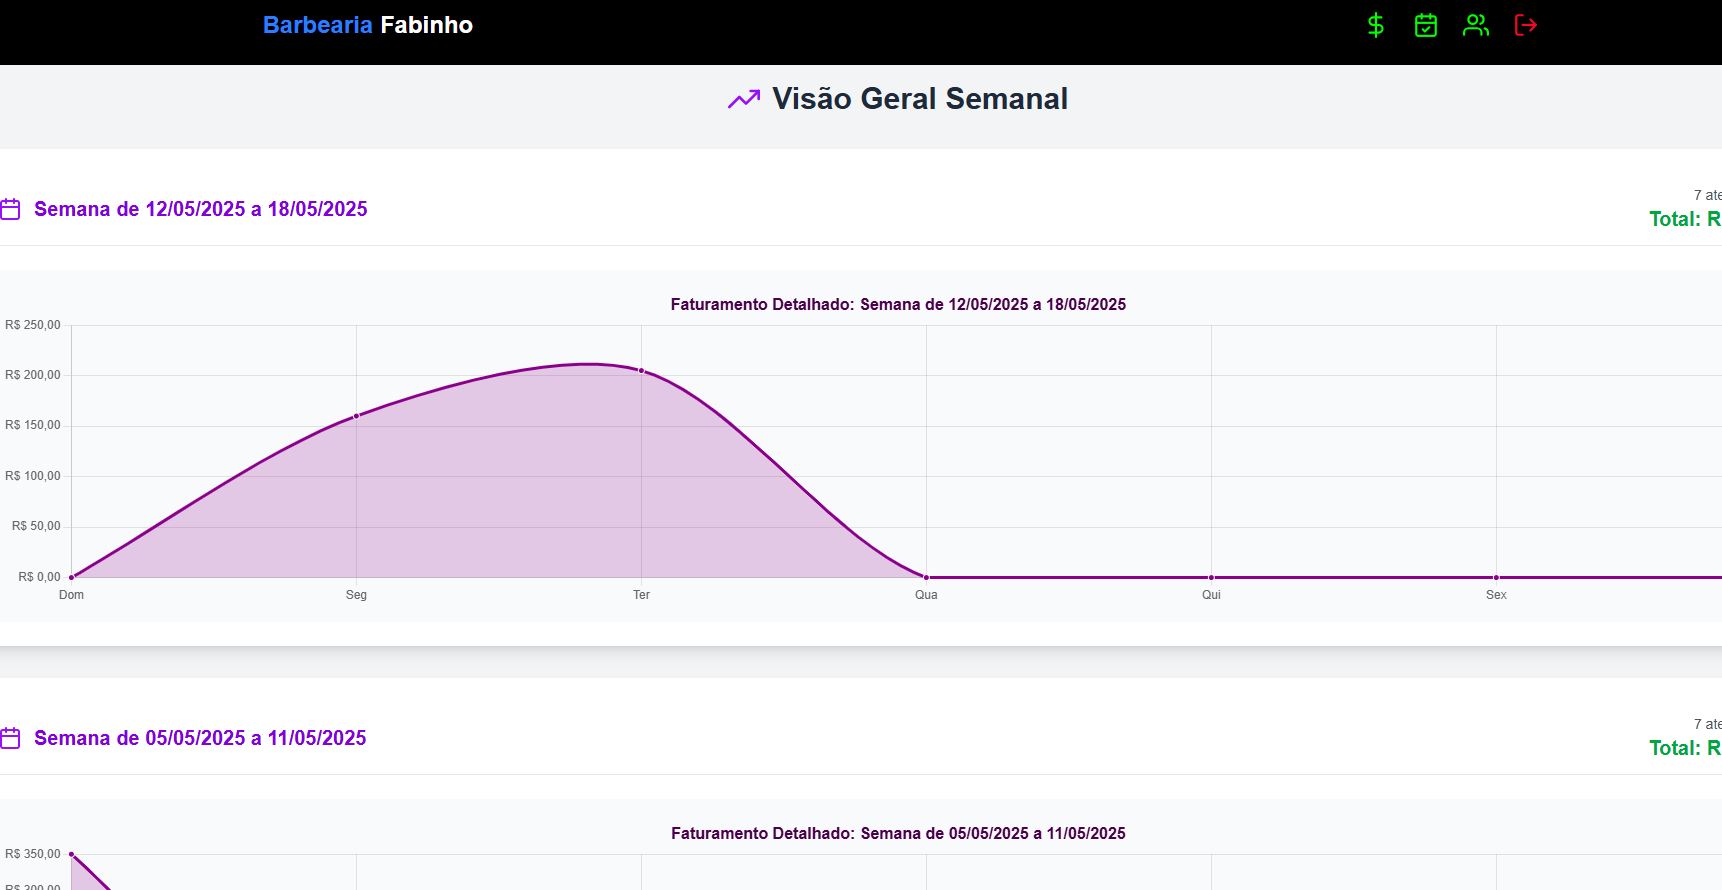 Barbearia Fabinho
Visão Geral Semanal
Semana de 12/05/2025 a 18/05/2025
7 ate
Total: R
Faturamento Detalhado: Semana de 12/05/2025 a 18/05/2025
R$ 250,00
R$ 200,00
R$ 150,00
R$ 100,00
R$ 50,00
R$ 0,00
Dom Seg Ter Qua Qui Sex
Semana de 05/05/2025 a 11/05/2025
7 ate
Total: R
Faturamento Detalhado: Semana de 05/05/2025 a 11/05/2025
R$ 350,00
R$ 300,00